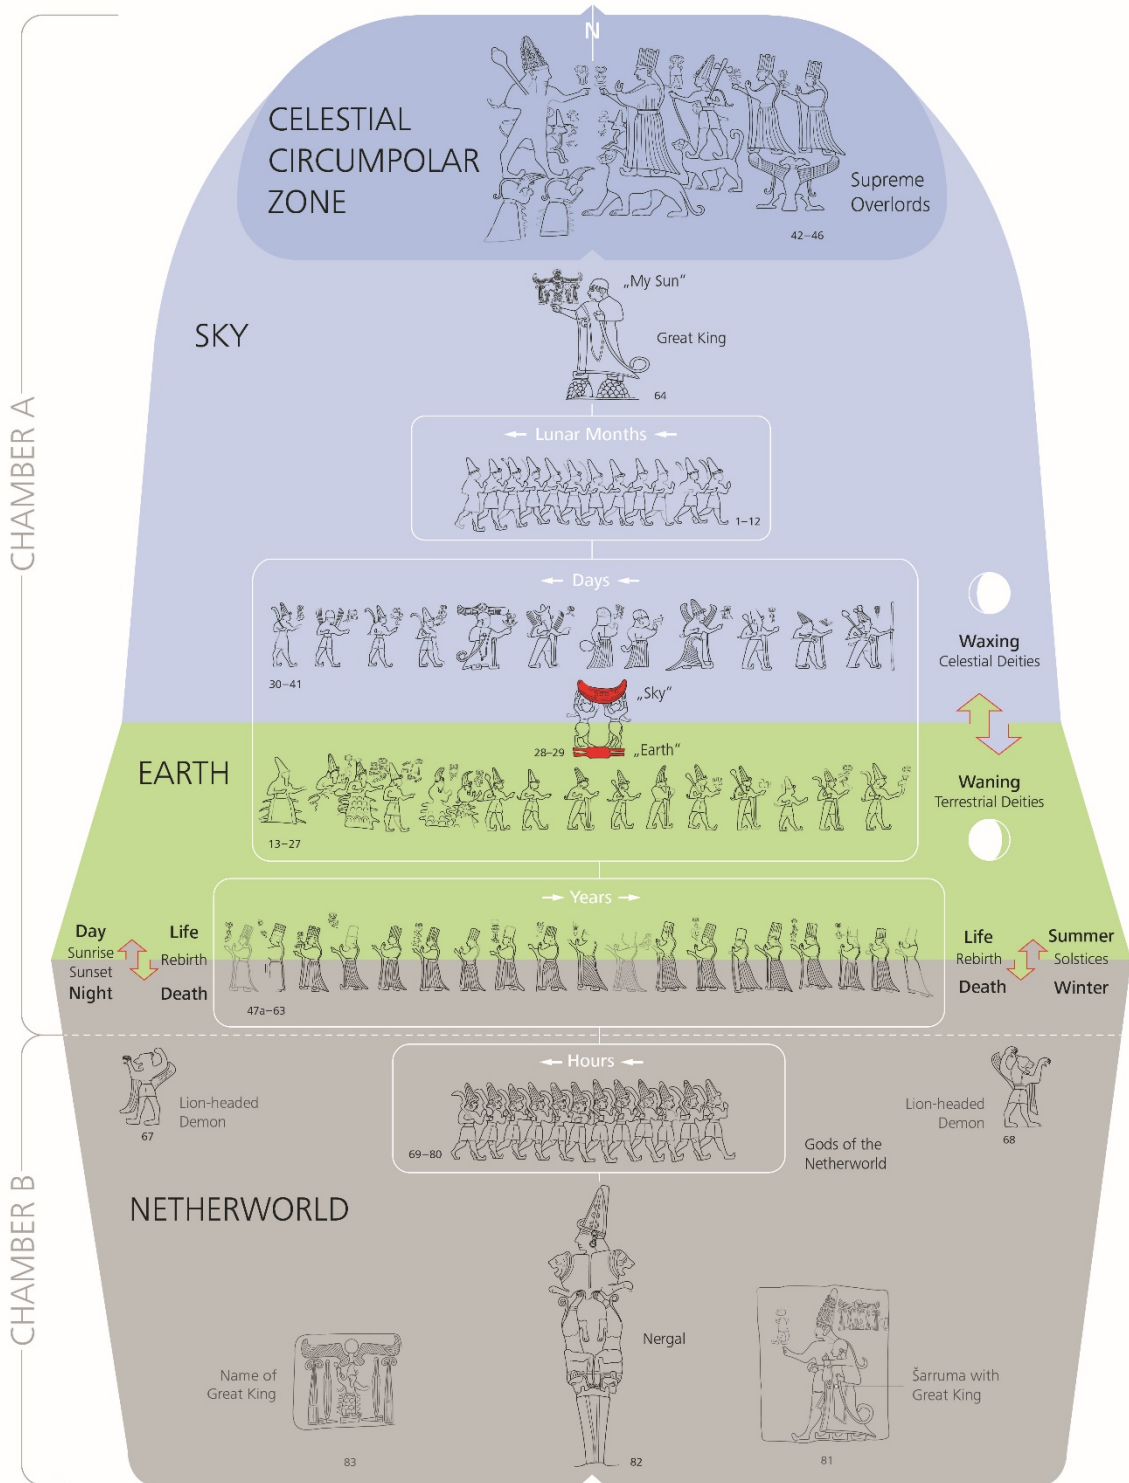 N
CELESTIAL
CIRCUMPOLAR
ZONE
Supreme
Overlords
42–46
„My Sun“
SKY
Great King
64
CHAMBER A
Lunar Months
1–12
Days
30–41
Waxing
Celestial Deities
„Sky“
28–29
„Earth“
EARTH
Waning
Terrestrial Deities
13–27
Years
Day
Sunrise
Sunset
Night
Life
Rebirth
Death
47a–63
Life
Rebirth
Death
Summer
Solstices
Winter
CHAMBER B
Hours
Lion-headed
Demon
67
69–80
Lion-headed
Demon
68
Gods of the
Netherworld
NETHERWORLD
Nergal
Name of
Great King
Šarruma with
Great King
83
82
81